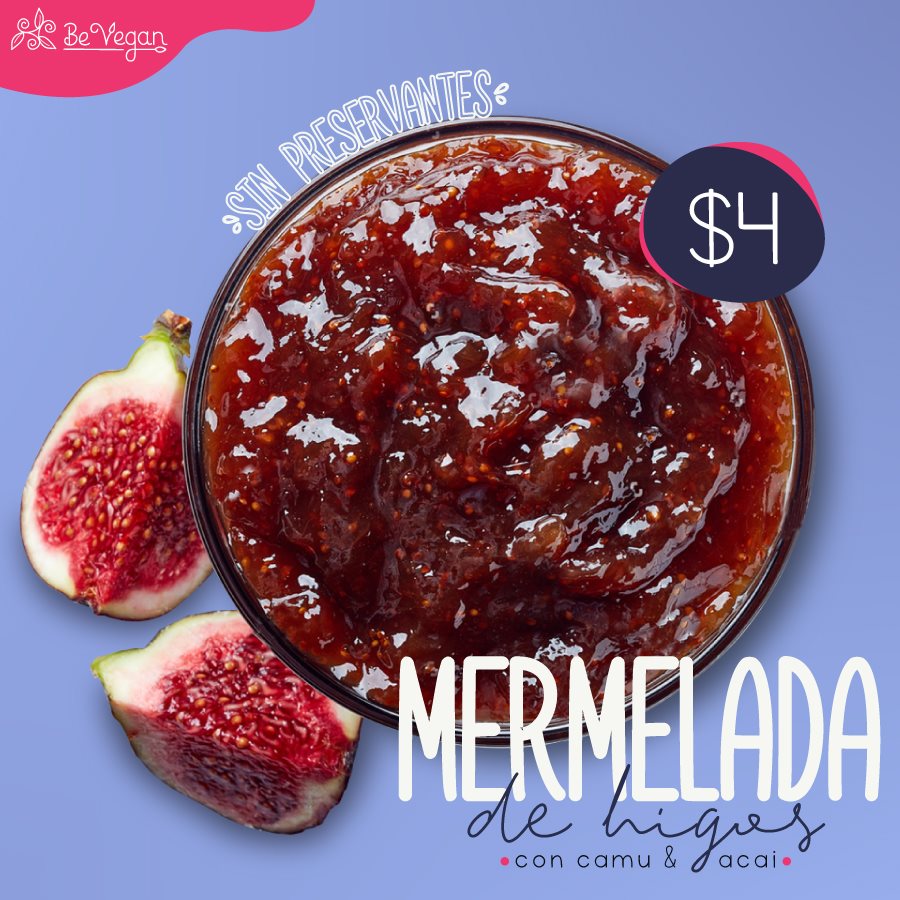 Be Vegan
SIN PRESERVANTES
$4
MERMELADA
de higos
•con camu & acai•